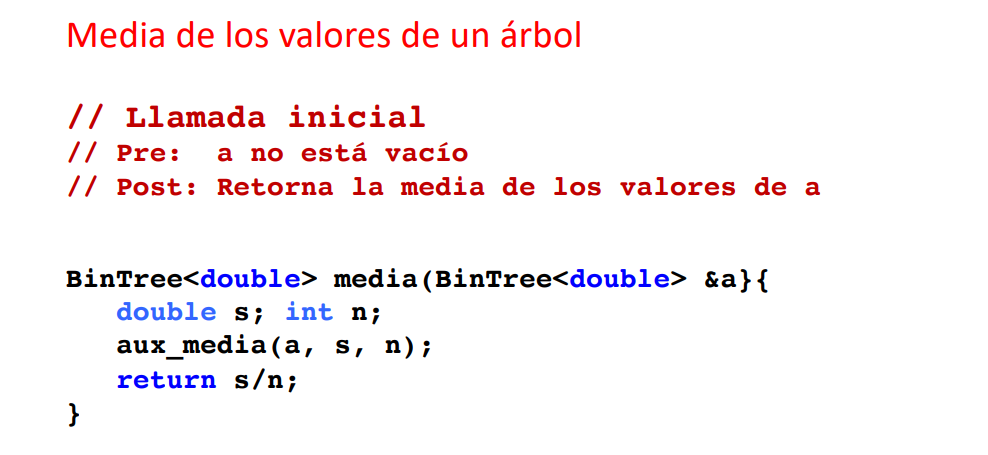 Media de los valores de un árbol
// Llamada inicial
// Pre:  a no está vacío
// Post: Retorna la media de los valores de a
BinTree<double> media(BinTree<double> &a}{
   double s; int n;
   aux_media(a, s, n);
   return s/n;
}